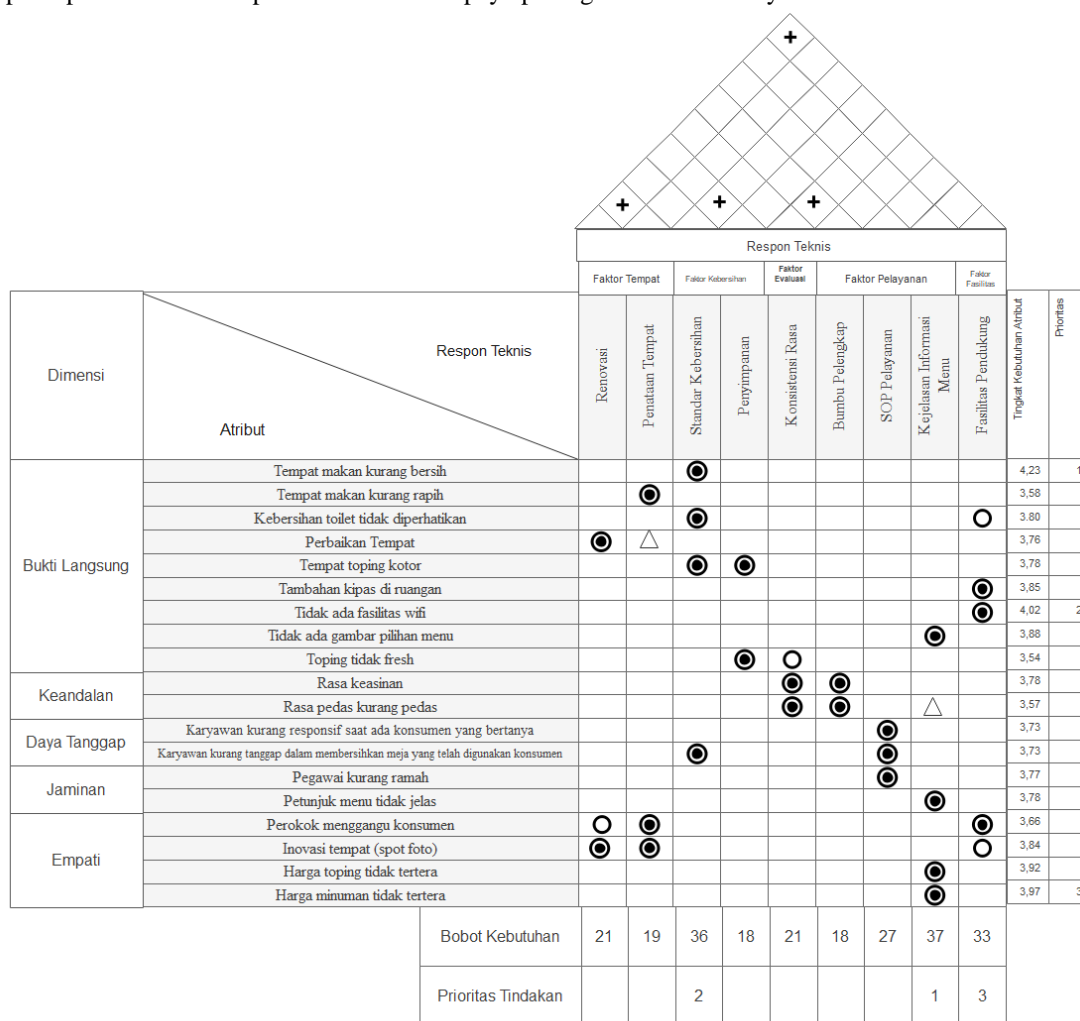 +
+ + +
Respon Teknis
Faktor Tempat Faktor Kebersihan Faktor Evaluasi Faktor Pelayanan Faktor Fasilitas
Dimensi
Respon Teknis
Atribut
Renovasi
Penataan Tempat
Standar Kebersihan
Penyimpanan
Konsistensi Rasa
Bumbu Pelengkap
SOP Pelayanan
Kejelasan Informasi
Menu
Fasilitas Pendukung
Tingkat Kebutuhan Atribut
Prioritas
Bukti Langsung
Tempat makan kurang bersih 4,23 1
Tempat makan kurang rapih 3,58
Kebersihan toilet tidak diperhatikan 3.80
Perbaikan Tempat 3,76
Tempat toping kotor 3,78
Tambahan kipas di ruangan 3,85
Tidak ada fasilitas wifi 4,02 2
Tidak ada gambar pilihan menu 3,88
Toping tidak fresh 3,54
Keandalan
Rasa keasinan 3,78
Rasa pedas kurang pedas 3,57
Daya Tanggap
Karyawan kurang responsif saat ada konsumen yang bertanya 3,73
Karyawan kurang tanggap dalam membersihkan meja yang telah digunakan konsumen 3,73
Jaminan
Pegawai kurang ramah 3,77
Petunjuk menu tidak jelas 3,78
Empati
Perokok menggangu konsumen 3,66
Inovasi tempat (spot foto) 3,84
Harga toping tidak tertera 3,92
Harga minuman tidak tertera 3,97 3
Bobot Kebutuhan 21 19 36 18 21 18 27 37 33
Prioritas Tindakan 2 1 3